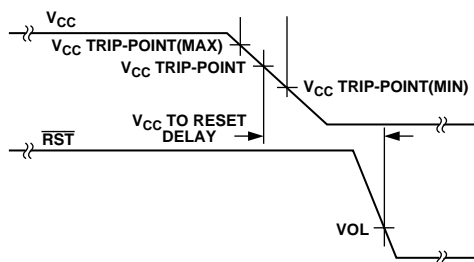 VCC
VCC TRIP-POINT(MAX)
VCC TRIP-POINT
VCC TRIP-POINT(MIN)
VCC TO RESET
DELAY
RST
VOL